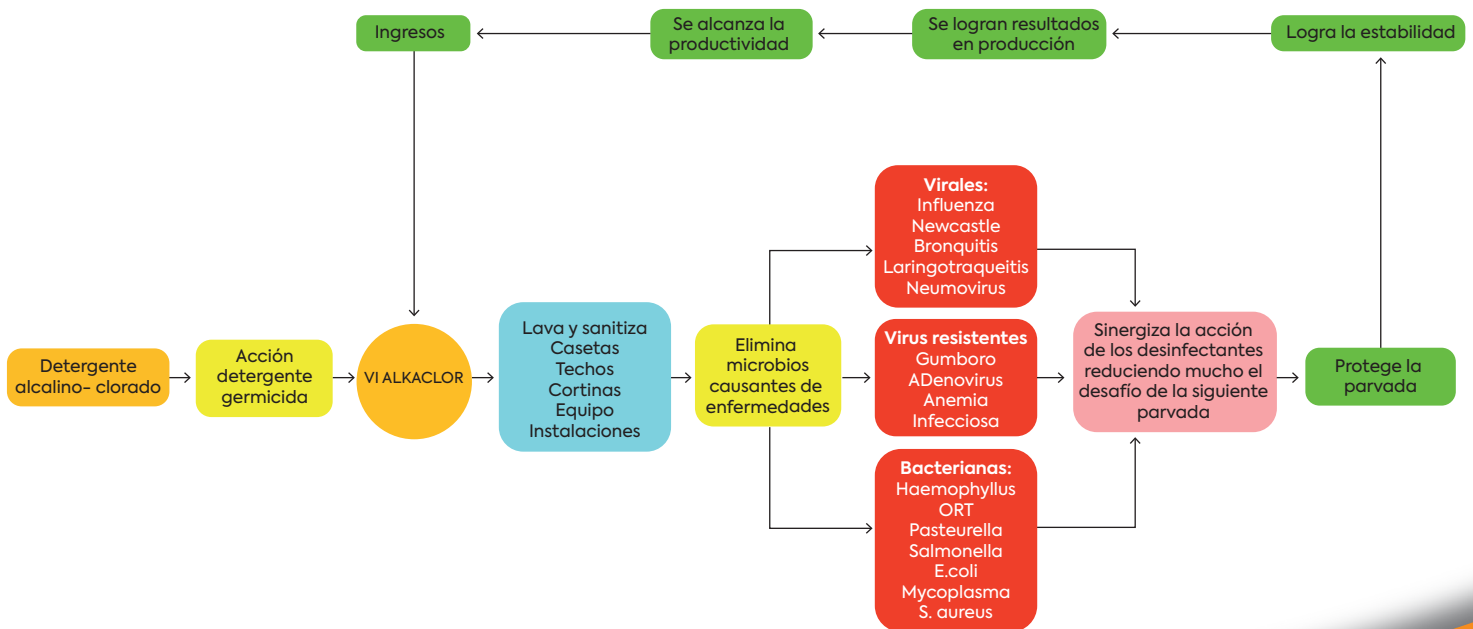 Ingresos
Se alcanza la
productividad
Se logran resultados
en producción
Logra la estabilidad
Detergente
alcalino- clorado
Acción
detergente
germicida
VI ALKACLOR
Lava y sanitiza
Casetas
Techos
Cortinas
Equipo
Instalaciones
Elimina
microbios
causantes de
enfermedades
Virales:
Influenza
Newcastle
Bronquitis
Laringotraqueitis
Neumovirus
Virus resistentes
Gumboro
ADenovirus
Anemia
Infecciosa
Bacterianas:
Haemophyllus
ORT
Pasteurella
Salmonella
E.coli
Mycoplasma
S. aureus
Sinergiza la acción
de los desinfectantes
reduciendo mucho el
desafío de la siguiente
parvada
Protege la
parvada